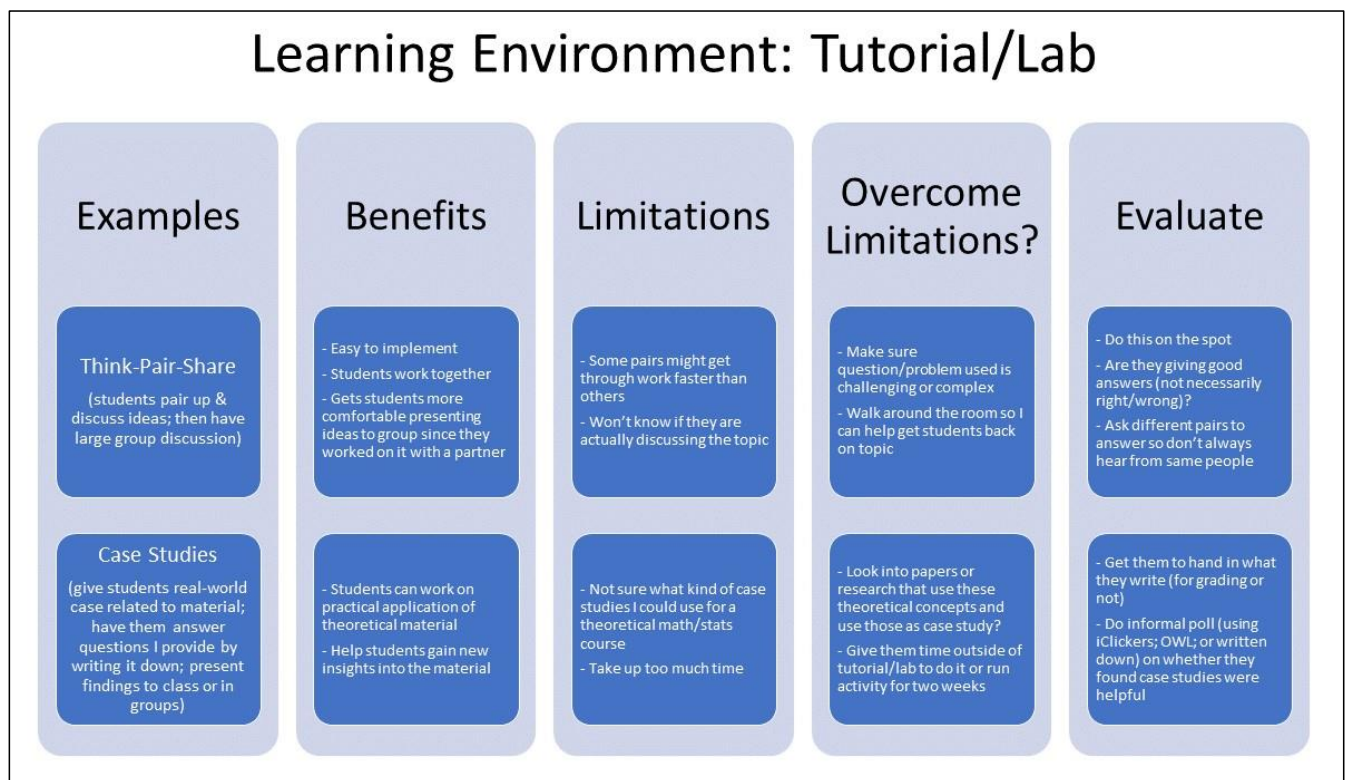 Learning Environment: Tutorial/Lab
Examples
Think-Pair-Share
(students pair up &
discuss ideas; then have
large group discussion)
Case Studies
(give students real-world
case related to material;
have them answer
questions I provide by
writing it down; present
findings to class or in
groups)
Benefits
- Easy to implement
- Students work together
- Gets students more
comfortable presenting
ideas to group since they
worked on it with a partner
- Students can work on
practical application of
theoretical material
- Help students gain new
insights into the material
Limitations
- Some pairs might get
through work faster than
others
- Won't know if they are
actually discussing the topic
- Not sure what kind of case
studies I could use for a
theoretical math/stats
course
- Take up too much time
Overcome
Limitations?
- Make sure
question/problem used is
challenging or complex
- Walk around the room so I
can help get students back
on topic
- Look into papers or
research that use these
theoretical concepts and
use those as case study?
- Give them time outside of
tutorial/lab to do it or run
activity for two weeks
Evaluate
- Do this on the spot
- Are they giving good
answers (not necessarily
right/wrong)?
- Ask different pairs to
answer so don't always
hear from same people
- Get them to hand in what
they write (for grading or
not)
- Do informal poll (using
iClickers; OWL; or written
down) on whether they
found case studies were
helpful